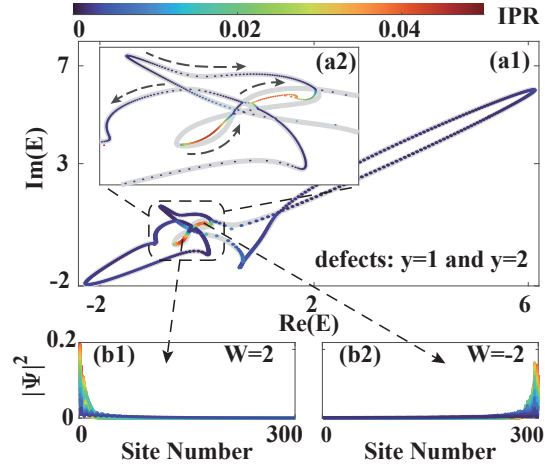 0 0.02 0.04 IPR
(a2) (a1)
7
3
-2
Im(E)
defects: y=1 and y=2
-2 2 6
Re(E)
0.2 (b1) W=2 (b2) W=-2
|Ψ|²
0
0 300 0 300
Site Number Site Number